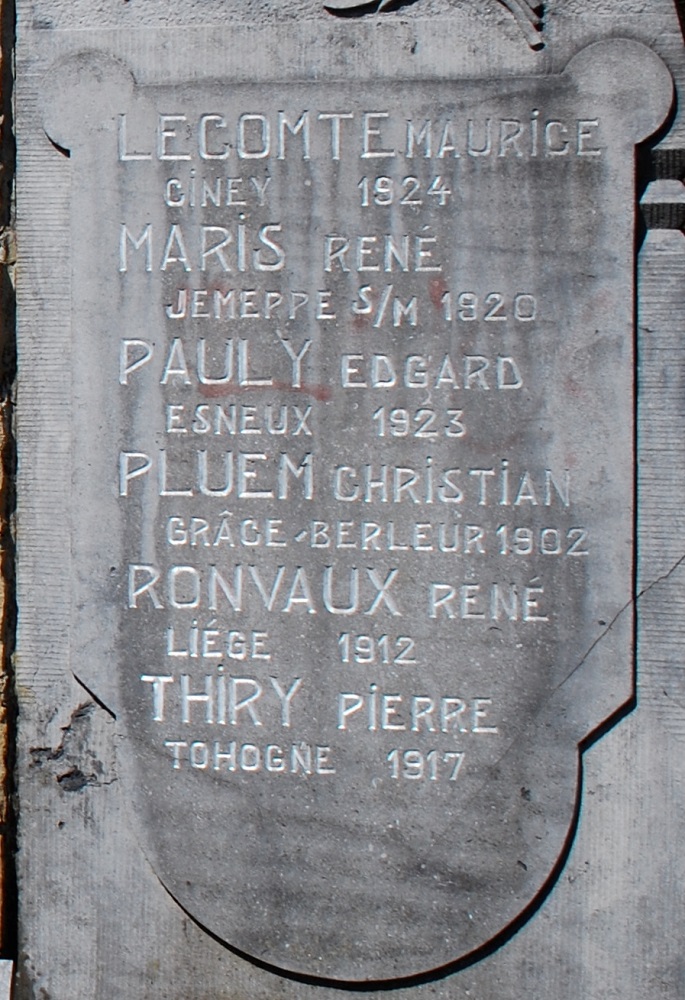 LECOMTE MAURiCE
CiNEY 1924
MARiS RENÉ
JEMEPPE S/M 1920
PAULY EDGARD
ESNEUX 1923
PLUEM CHRiSTiAN
GRÂCE-BERLEUR 1902
RONVAUX RENÉ
LIÉGE 1912
THiRY PiERRE
TOHOGNE 1917